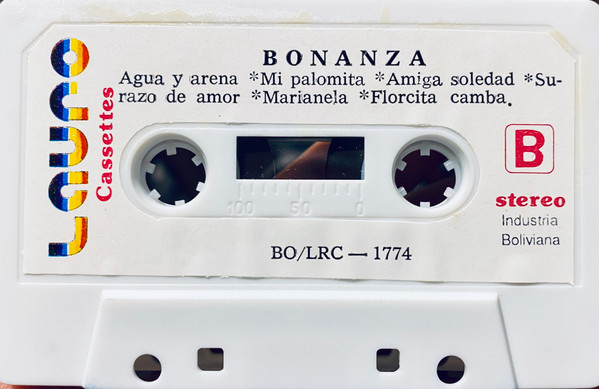 Lauro
Cassettes
BONANZA
Agua y arena *Mi palomita *Amiga soledad *Su-
razo de amor *Marianela *Florcita camba.
B
stereo
Industria
Boliviana
100 50 0
BO/LRC — 1774